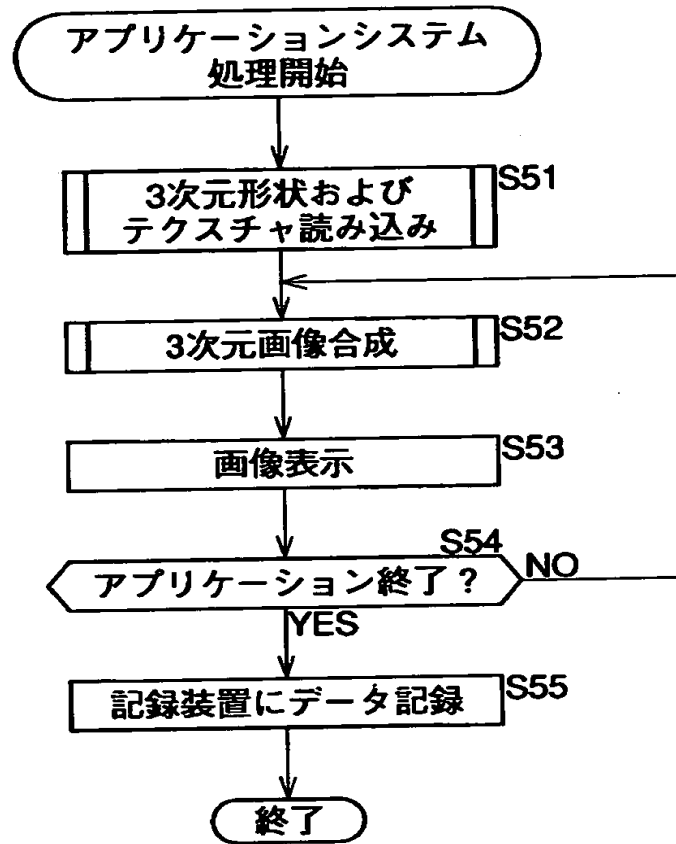 アプリケーションシステム
処理開始
S51
3次元形状および
テクスチャ読み込み
S52
3次元画像合成
S53
画像表示
S54
アプリケーション終了?
NO
YES
S55
記録装置にデータ記録
終了